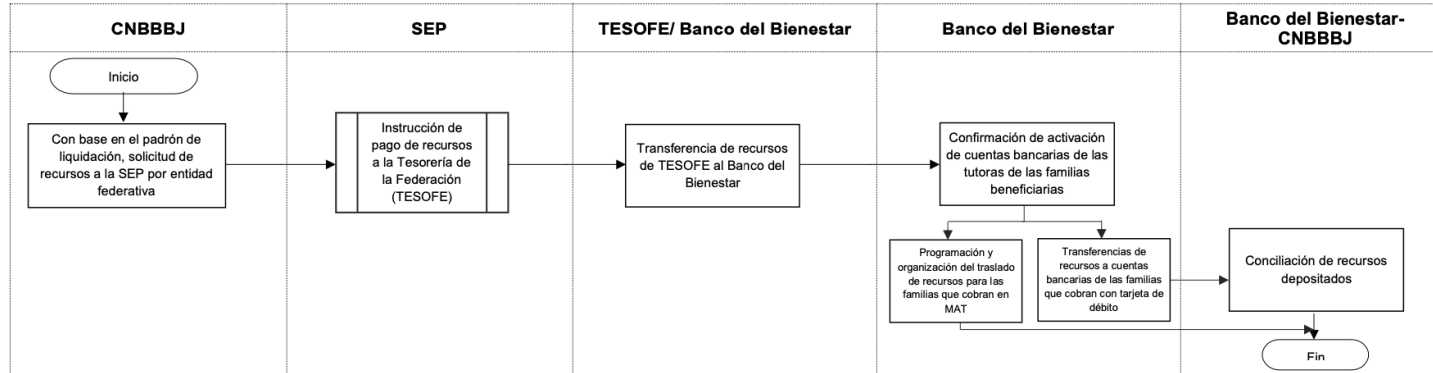 CNBBBJ
SEP
TESOFE/ Banco del Bienestar
Banco del Bienestar
Banco del Bienestar-
CNBBBJ
Inicio
Con base en el padrón de
liquidación, solicitud de
recursos a la SEP por entidad
federativa
Instrucción de
pago de recursos
a la Tesorería de
la Federación
(TESOFE)
Transferencia de recursos
de TESOFE al Banco del
Bienestar
Confirmación de activación
de cuentas bancarias de las
tutoras de las familias
beneficiarias
Programación y
organización del traslado
de recursos para las
familias que cobran en
MAT
Transferencias de
recursos a cuentas
bancarias de las familias
que cobran con tarjeta de
débito
Conciliación de recursos
depositados
Fin